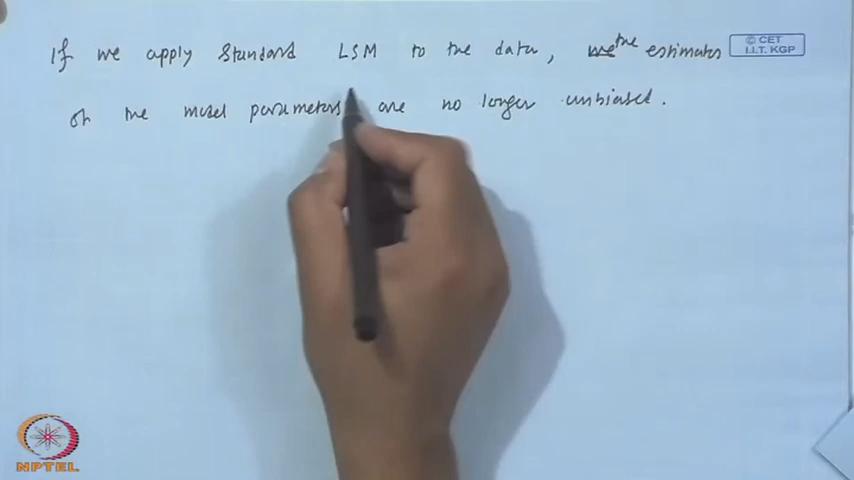 If we apply Standard LSM to the data, the estimates
of the model parameters are no longer unbiased.
© CET
I.I.T. KGP
NPTEL